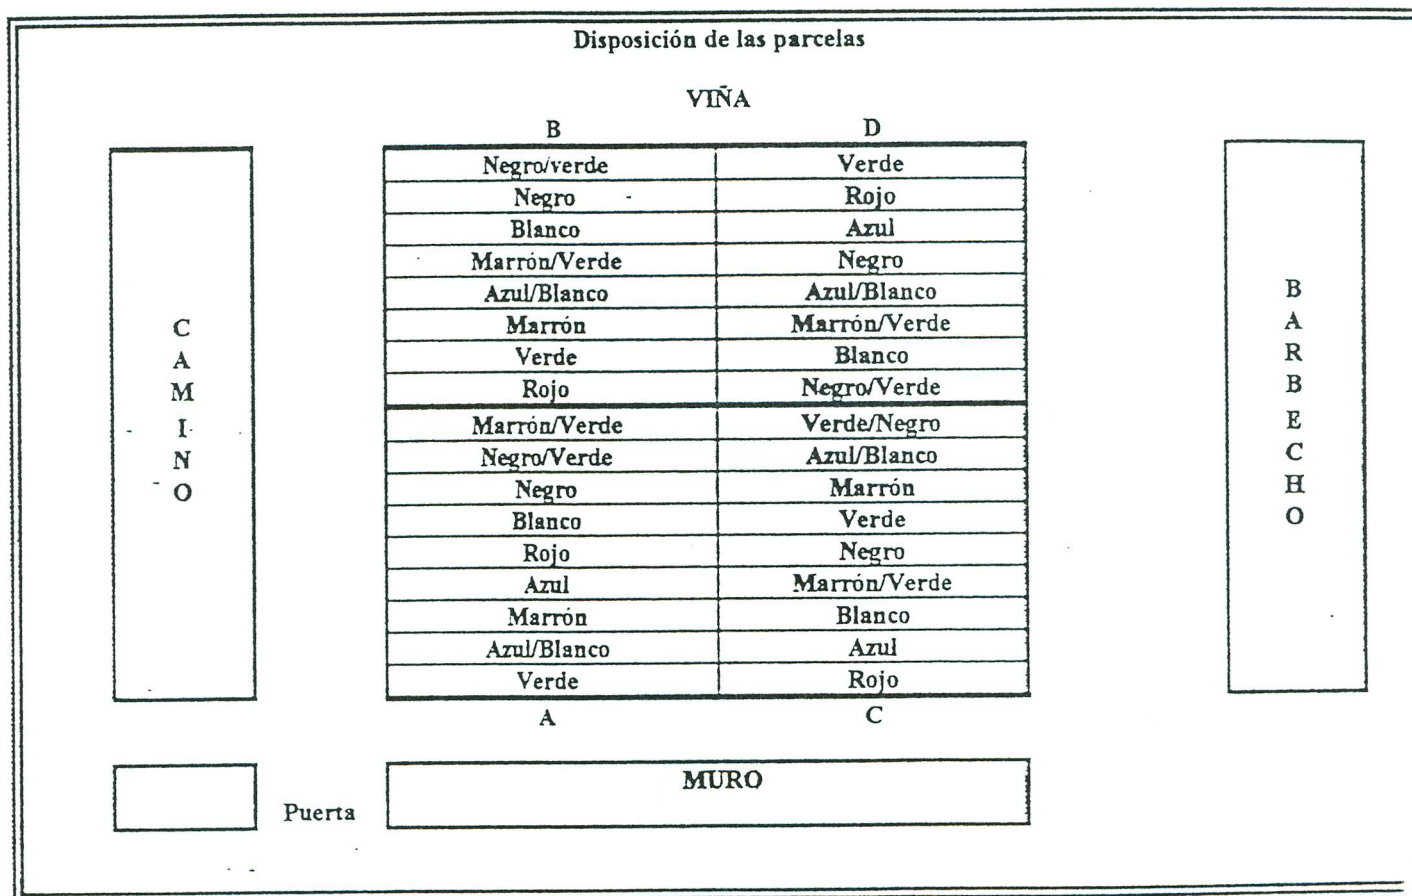 Disposición de las parcelas
VIÑA
B D
Negro/verde Verde
Negro Rojo
Blanco Azul
Marrón/Verde Negro
Azul/Blanco Azul/Blanco
Marrón Marrón/Verde
Verde Blanco
Rojo Negro/Verde
Marrón/Verde Verde/Negro
Negro/Verde Azul/Blanco
Negro Marrón
Blanco Verde
Rojo Negro
Azul Marrón/Verde
Marrón Blanco
Azul/Blanco Azul
Verde Rojo
A C
CAMINO
BARBECHO
MURO
Puerta